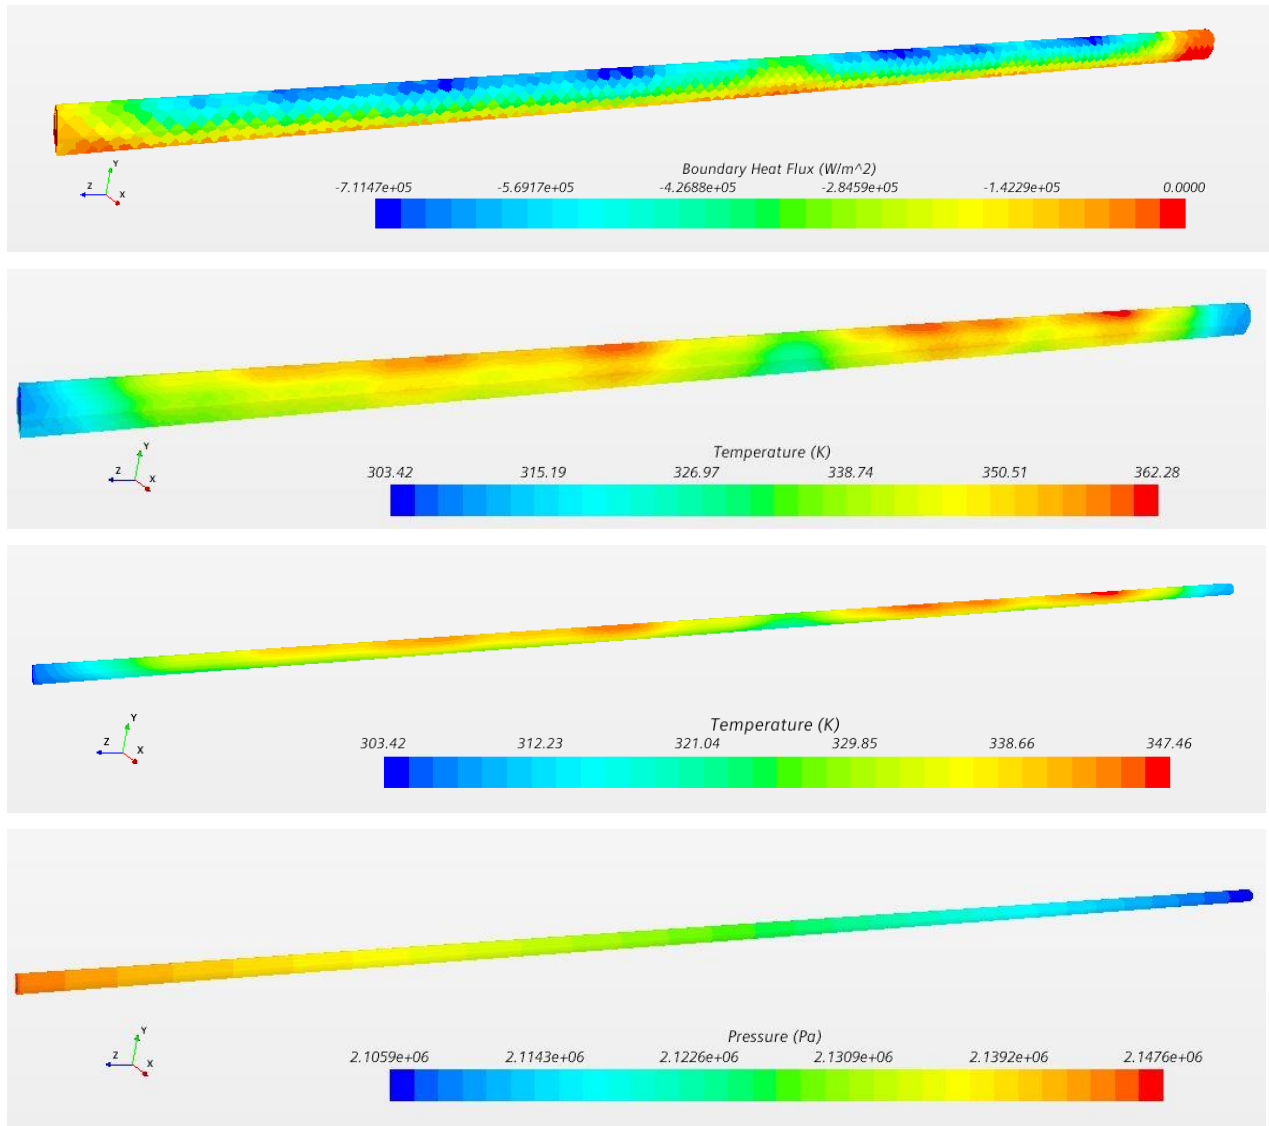 Y
Z
X
Boundary Heat Flux (W/m^2)
-7.1147e+05 -5.6917e+05 -4.2688e+05 -2.8459e+05 -1.4229e+05 0.0000
Y
Z
X
Temperature (K)
303.42 315.19 326.97 338.74 350.51 362.28
Y
Z
X
Temperature (K)
303.42 312.23 321.04 329.85 338.66 347.46
Y
Z
X
Pressure (Pa)
2.1059e+06 2.1143e+06 2.1226e+06 2.1309e+06 2.1392e+06 2.1476e+06